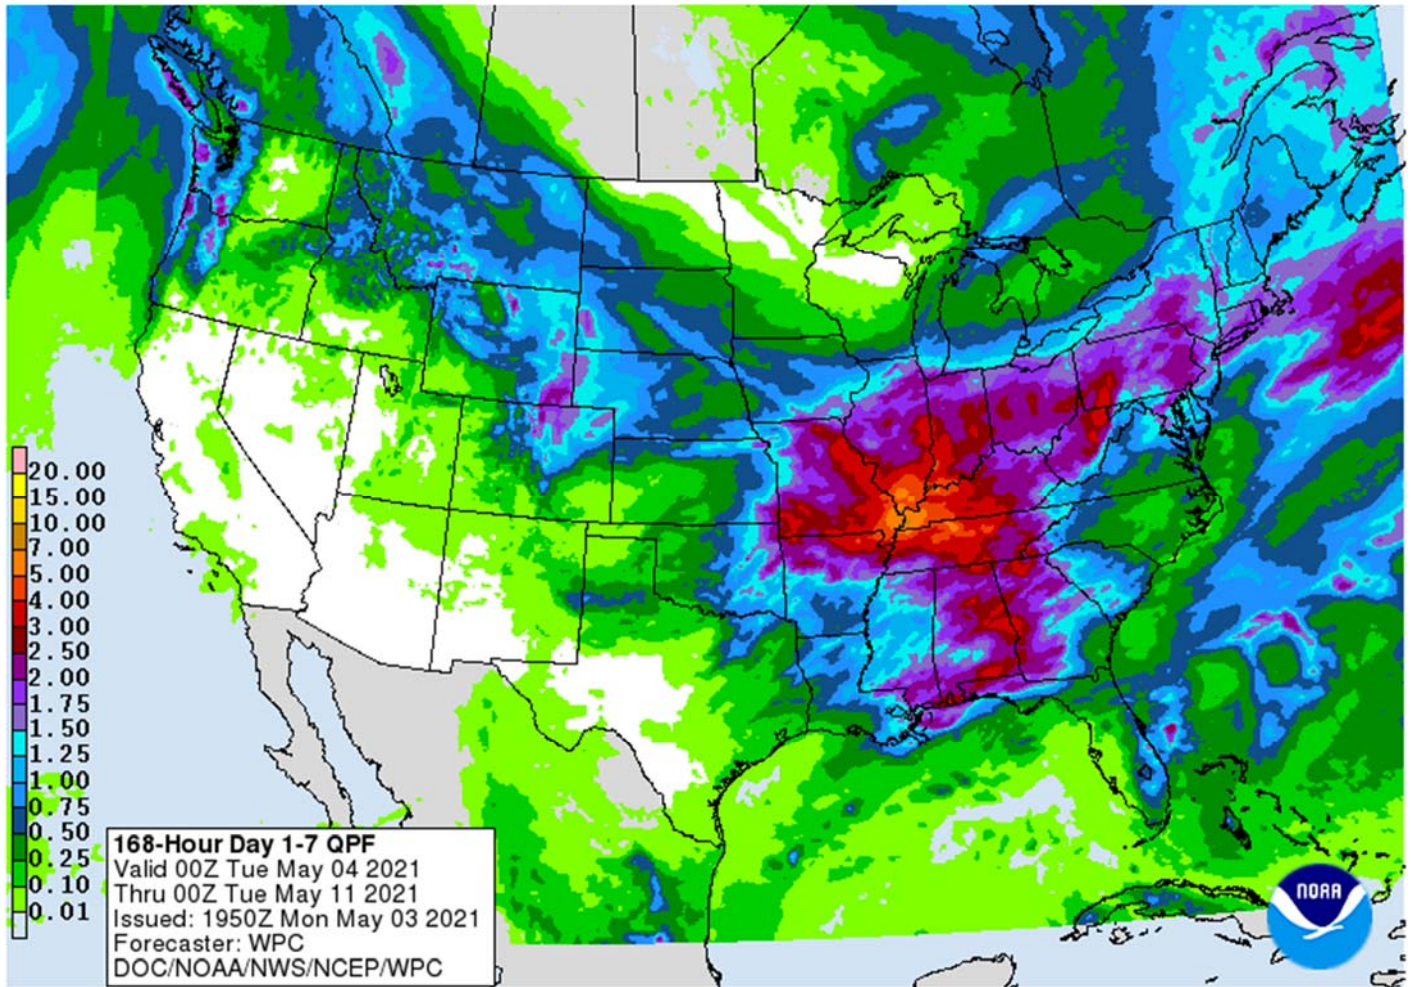 20.00
15.00
10.00
7.00
5.00
4.00
3.00
2.50
2.00
1.75
1.50
1.25
1.00
0.75
0.50
0.25
0.10
0.01
168-Hour Day 1-7 QPF
Valid 00Z Tue May 04 2021
Thru 00Z Tue May 11 2021
Issued: 1950Z Mon May 03 2021
Forecaster: WPC
DOC/NOAA/NWS/NCEP/WPC
NOAA